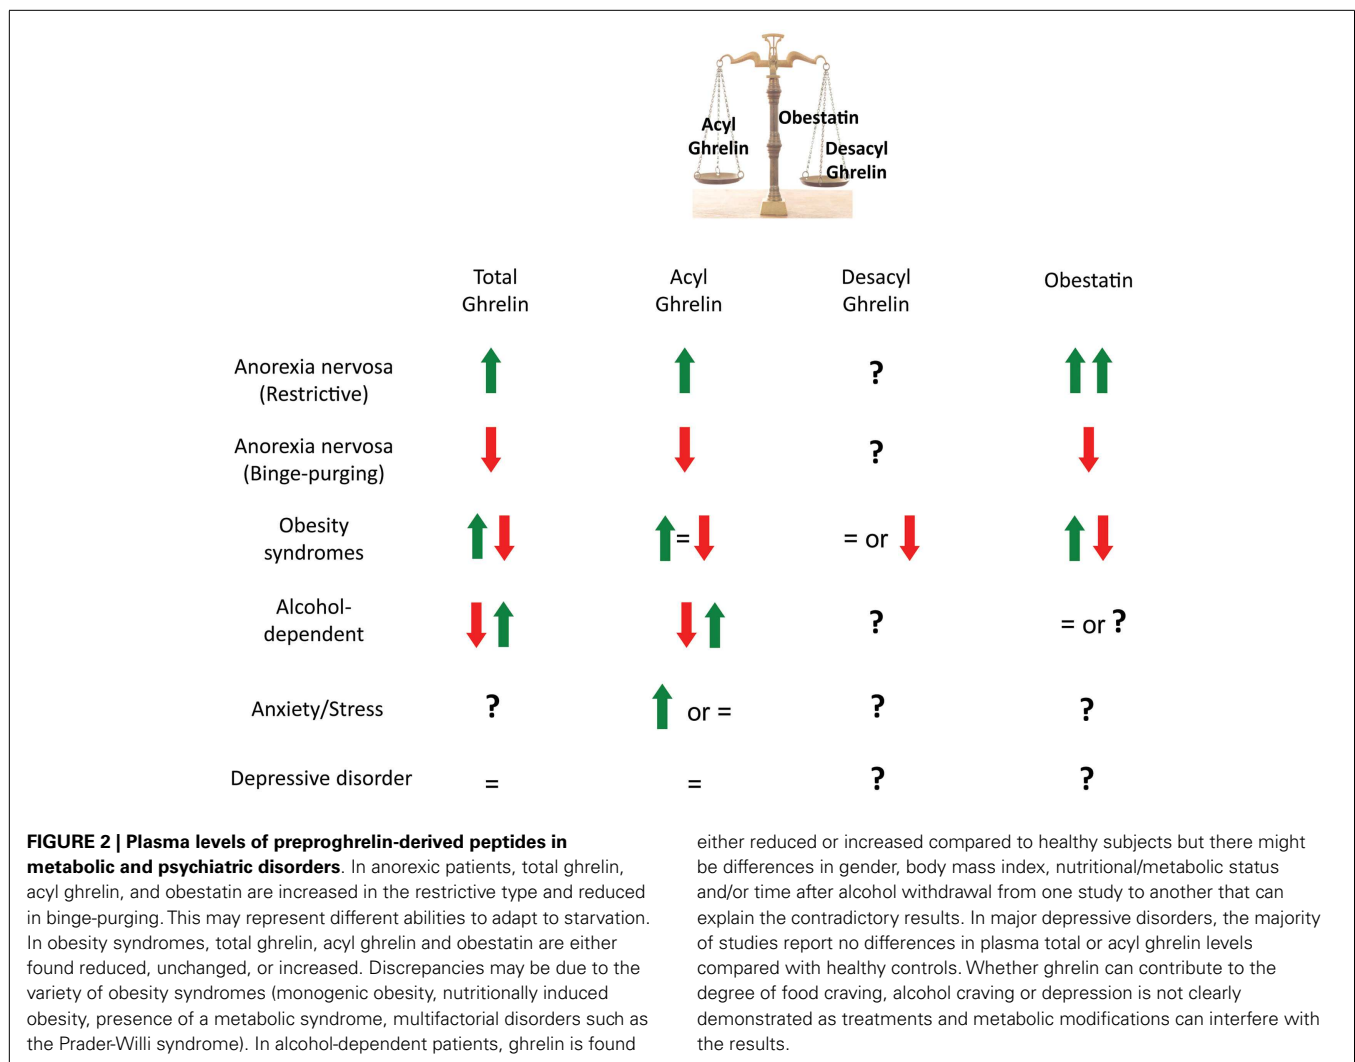 Acyl
Ghrelin
Obestatin
Desacyl
Ghrelin
Total
Ghrelin
Acyl
Ghrelin
Desacyl
Ghrelin
Obestatin
Anorexia nervosa
(Restrictive)
?
Anorexia nervosa
(Binge-purging)
?
Obesity
syndromes
=
= or
Alcohol-
dependent
?
= or ?
Anxiety/Stress
?
or =
?
?
Depressive disorder
=
=
?
?
FIGURE 2 | Plasma levels of preproghrelin-derived peptides in
metabolic and psychiatric disorders. In anorexic patients, total ghrelin,
acyl ghrelin, and obestatin are increased in the restrictive type and reduced
in binge-purging. This may represent different abilities to adapt to starvation.
In obesity syndromes, total ghrelin, acyl ghrelin and obestatin are either
found reduced, unchanged, or increased. Discrepancies may be due to the
variety of obesity syndromes (monogenic obesity, nutritionally induced
obesity, presence of a metabolic syndrome, multifactorial disorders such as
the Prader-Willi syndrome). In alcohol-dependent patients, ghrelin is found
either reduced or increased compared to healthy subjects but there might
be differences in gender, body mass index, nutritional/metabolic status
and/or time after alcohol withdrawal from one study to another that can
explain the contradictory results. In major depressive disorders, the majority
of studies report no differences in plasma total or acyl ghrelin levels
compared with healthy controls. Whether ghrelin can contribute to the
degree of food craving, alcohol craving or depression is not clearly
demonstrated as treatments and metabolic modifications can interfere with
the results.